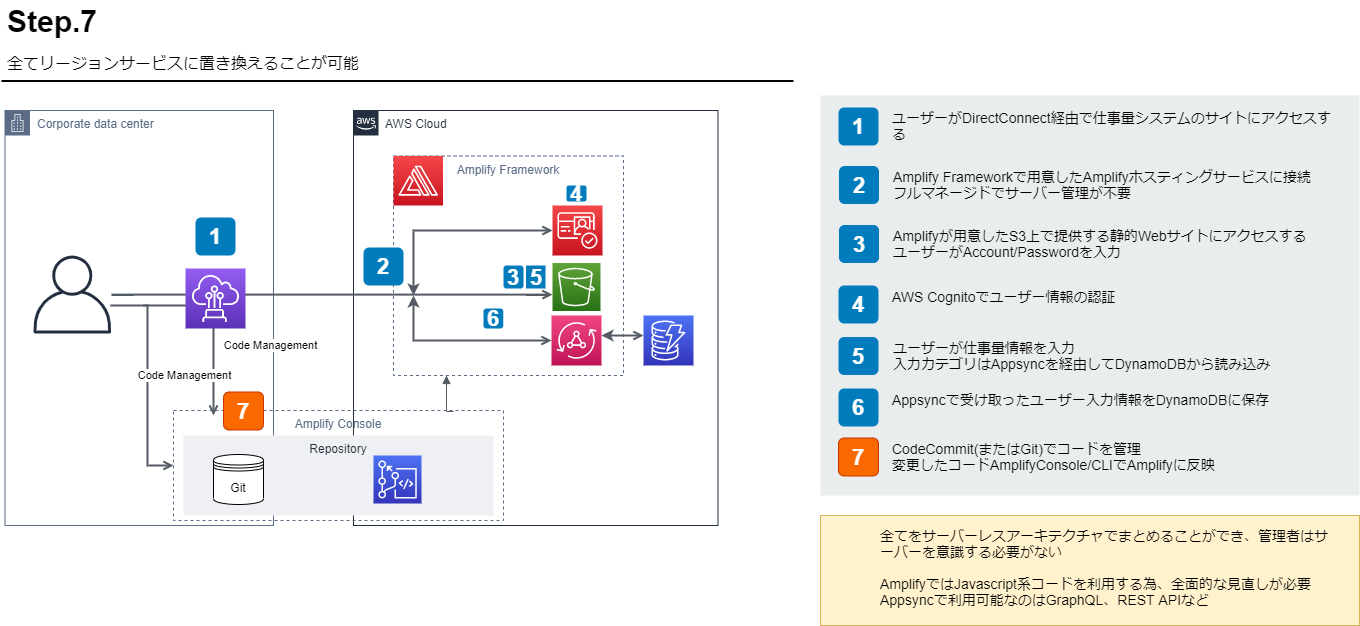 Step.7
全てリージョンサービスに置き換えることが可能
Corporate data center
aws
AWS Cloud
Amplify Framework
4
1
2
3
5
6
Code Management
Code Management
7
Amplify Console
Repository
Git
1
ユーザーがDirectConnect経由で仕事量システムのサイトにアクセスす
る
2
Amplify Frameworkで用意したAmplifyホスティングサービスに接続
フルマネージドでサーバー管理が不要
3
Amplifyが用意したS3上で提供する静的Webサイトにアクセスする
ユーザーがAccount/Passwordを入力
4
AWS Cognitoでユーザー情報の認証
5
ユーザーが仕事量情報を入力
入力カテゴリはAppsyncを経由してDynamoDBから読み込み
6
Appsyncで受け取ったユーザー入力情報をDynamoDBに保存
7
CodeCommit(またはGit)でコードを管理
変更したコードAmplifyConsole/CLIでAmplifyに反映
全てをサーバーレスアーキテクチャでまとめることができ、管理者はサ
ーバーを意識する必要がない
AmplifyではJavascript系コードを利用する為、全面的な見直しが必要
Appsyncで利用可能なのはGraphQL、REST APIなど